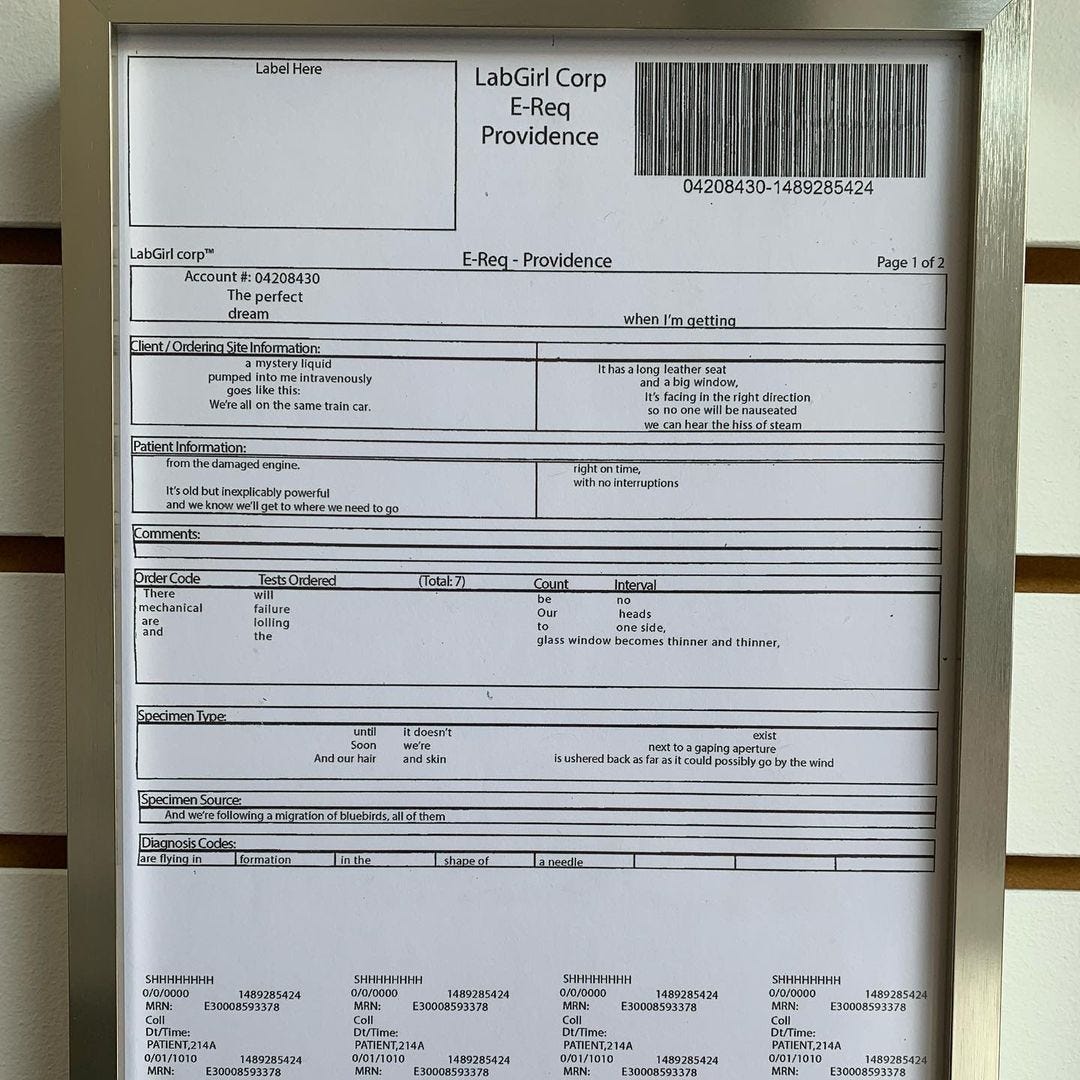 Label Here
LabGirl Corp
E-Req
Providence
04208430-1489285424
LabGirl corp™
E-Req - Providence
Page 1 of 2
Account #: 04208430
The perfect
dream
when I'm getting
Client / Ordering Site Information:
a mystery liquid
pumped into me intravenously
goes like this:
We're all on the same train car.
It has a long leather seat
and a big window,
It's facing in the right direction
so no one will be nauseated
we can hear the hiss of steam
Patient Information:
from the damaged engine.
It's old but inexplicably powerful
and we know we'll get to where we need to go
right on time,
with no interruptions
Comments:
Order Code Tests Ordered (Total: 7) Count Interval
There will be no
mechanical failure Our heads
are lolling to one side,
and the glass window becomes thinner and thinner,
Specimen Type:
until it doesn't exist
Soon we're next to a gaping aperture
And our hair and skin is ushered back as far as it could possibly go by the wind
Specimen Source:
And we're following a migration of bluebirds, all of them
Diagnosis Codes:
are flying in formation in the shape of a needle
SHHHHHHHH SHHHHHHHH SHHHHHHHH SHHHHHHHH
0/0/0000 1489285424 0/0/0000 1489285424 0/0/0000 1489285424 0/0/0000 1489285424
MRN: E30008593378 MRN: E30008593378 MRN: E30008593378 MRN: E30008593378
Coll Coll Coll Coll
Dt/Time: Dt/Time: Dt/Time: Dt/Time:
PATIENT,214A PATIENT,214A PATIENT,214A PATIENT,214A
0/01/1010 1489285424 0/01/1010 1489285424 0/01/1010 1489285424 0/01/1010 1489285424
MRN: E30008593378 MRN: E30008593378 MRN: E30008593378 MRN: E30008593378